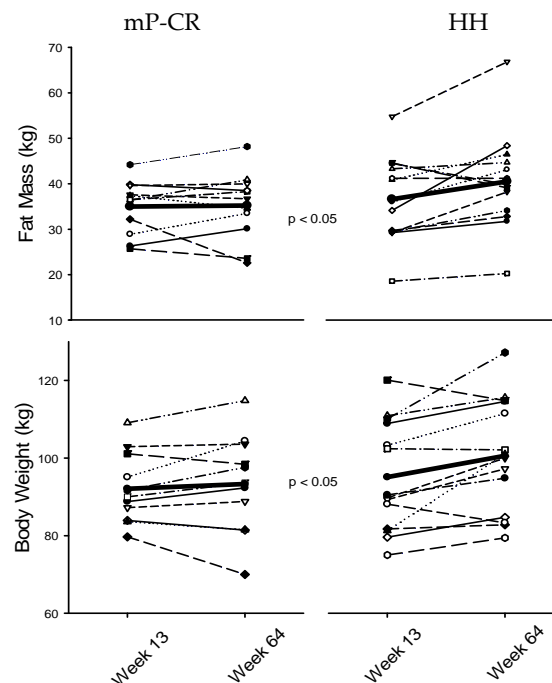 mP-CR HH
Fat Mass (kg)
70
60
50
40
30
20
10
p < 0.05
Body Weight (kg)
120
100
80
60
p < 0.05
Week 13
Week 64
Week 13
Week 64